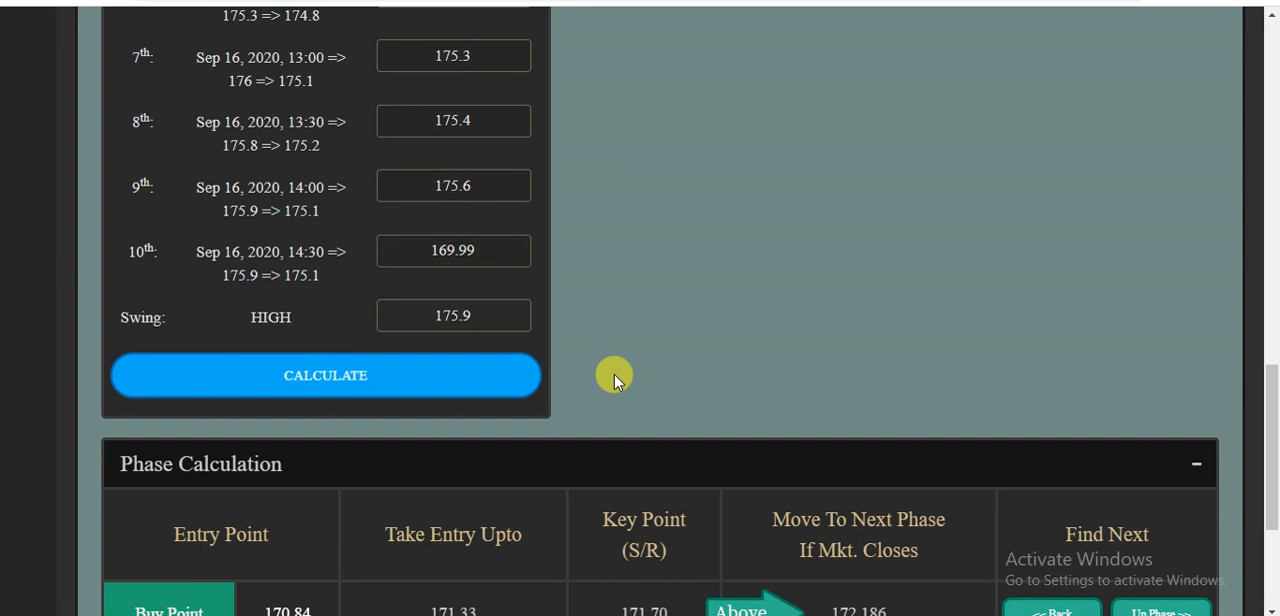 175.3 => 174.8
7th: Sep 16, 2020, 13:00 => 175.3
176 => 175.1
8th: Sep 16, 2020, 13:30 => 175.4
175.8 => 175.2
9th: Sep 16, 2020, 14:00 => 175.6
175.9 => 175.1
10th: Sep 16, 2020, 14:30 => 169.99
175.9 => 175.1
Swing: HIGH 175.9
CALCULATE
Phase Calculation −
Entry Point Take Entry Upto Key Point (S/R) Move To Next Phase If Mkt. Closes Find Next
Activate Windows
Go to Settings to activate Windows.
Buy Point 170.84 171.33 171.70 Above 172.186 << Back Up Phase >>